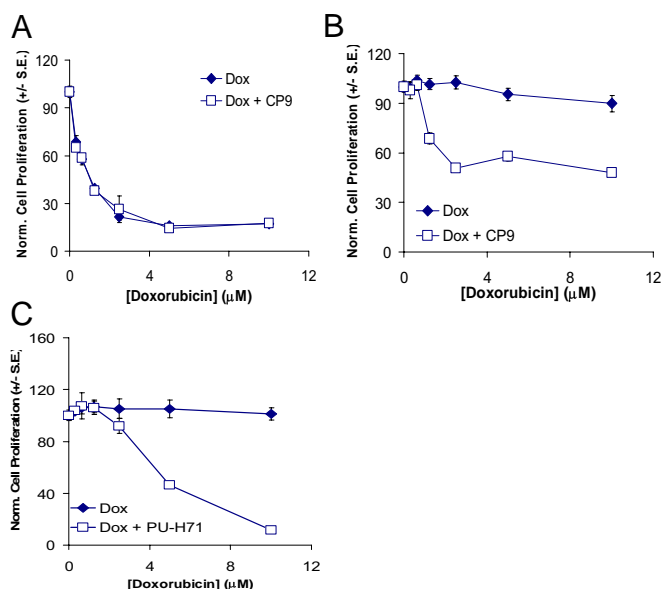 A
Norm. Cell Proliferation (+/- S.E.)
120
90
60
30
0
Dox
Dox + CP9
0 4 8 12
[Doxorubicin] (μM)
B
Norm. Cell Proliferation (+/- S.E.)
120
90
60
30
0
Dox
Dox + CP9
0 4 8 12
[Doxorubicin] (μM)
C
Norm. Cell Proliferation (+/- S.E.)
160
120
80
40
0
Dox
Dox + PU-H71
0 4 8 12
[Doxorubicin] (μM)